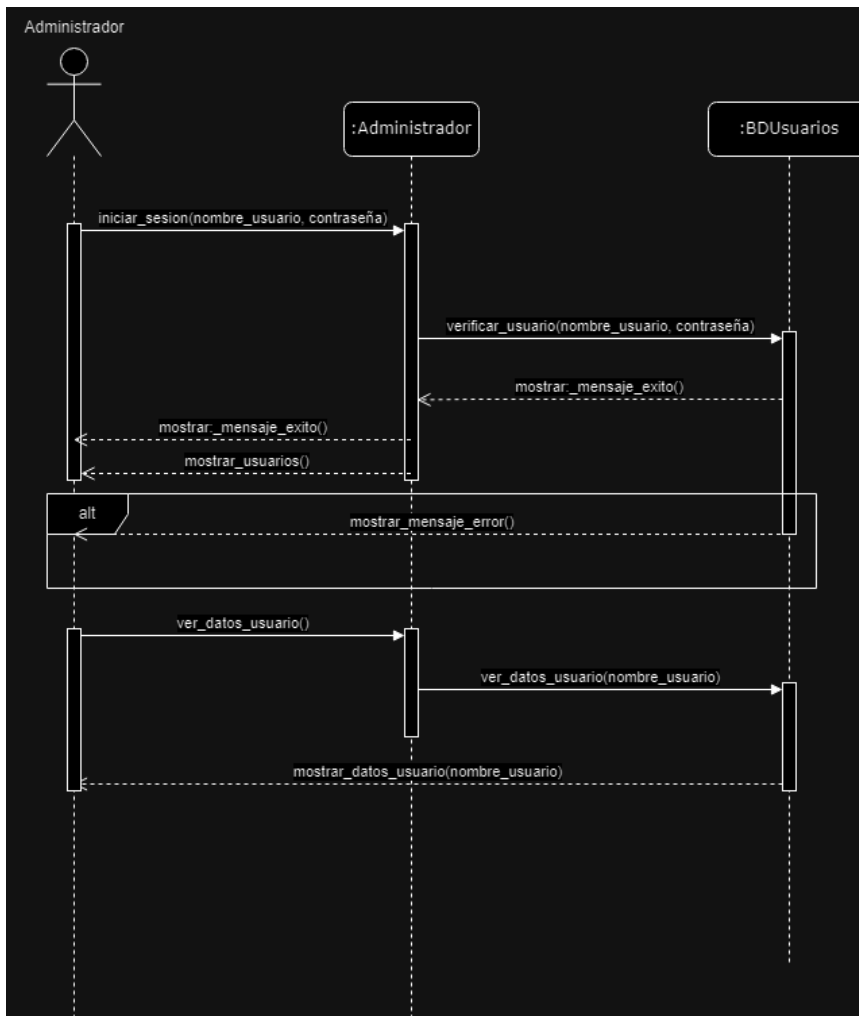 Administrador
:Administrador
:BDUsuarios
iniciar_sesion(nombre_usuario, contraseña)
verificar_usuario(nombre_usuario, contraseña)
mostrar:_mensaje_exito()
mostrar:_mensaje_exito()
mostrar_usuarios()
alt
mostrar_mensaje_error()
ver_datos_usuario()
ver_datos_usuario(nombre_usuario)
mostrar_datos_usuario(nombre_usuario)